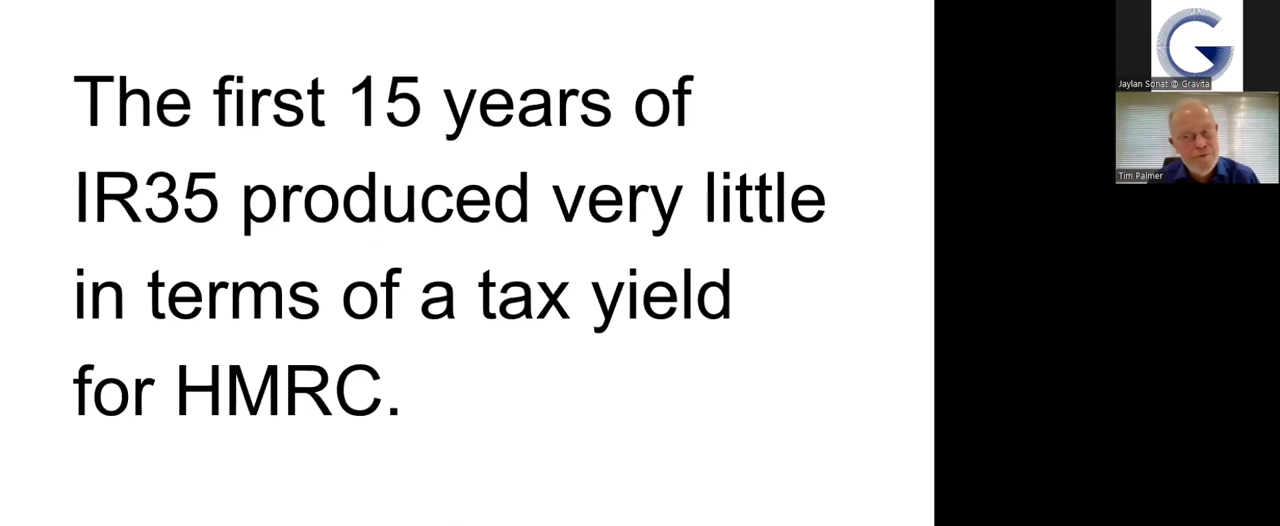 The first 15 years of
IR35 produced very little
in terms of a tax yield
for HMRC.
G
Jaylan Sonat @ Gravita
Tim Palmer